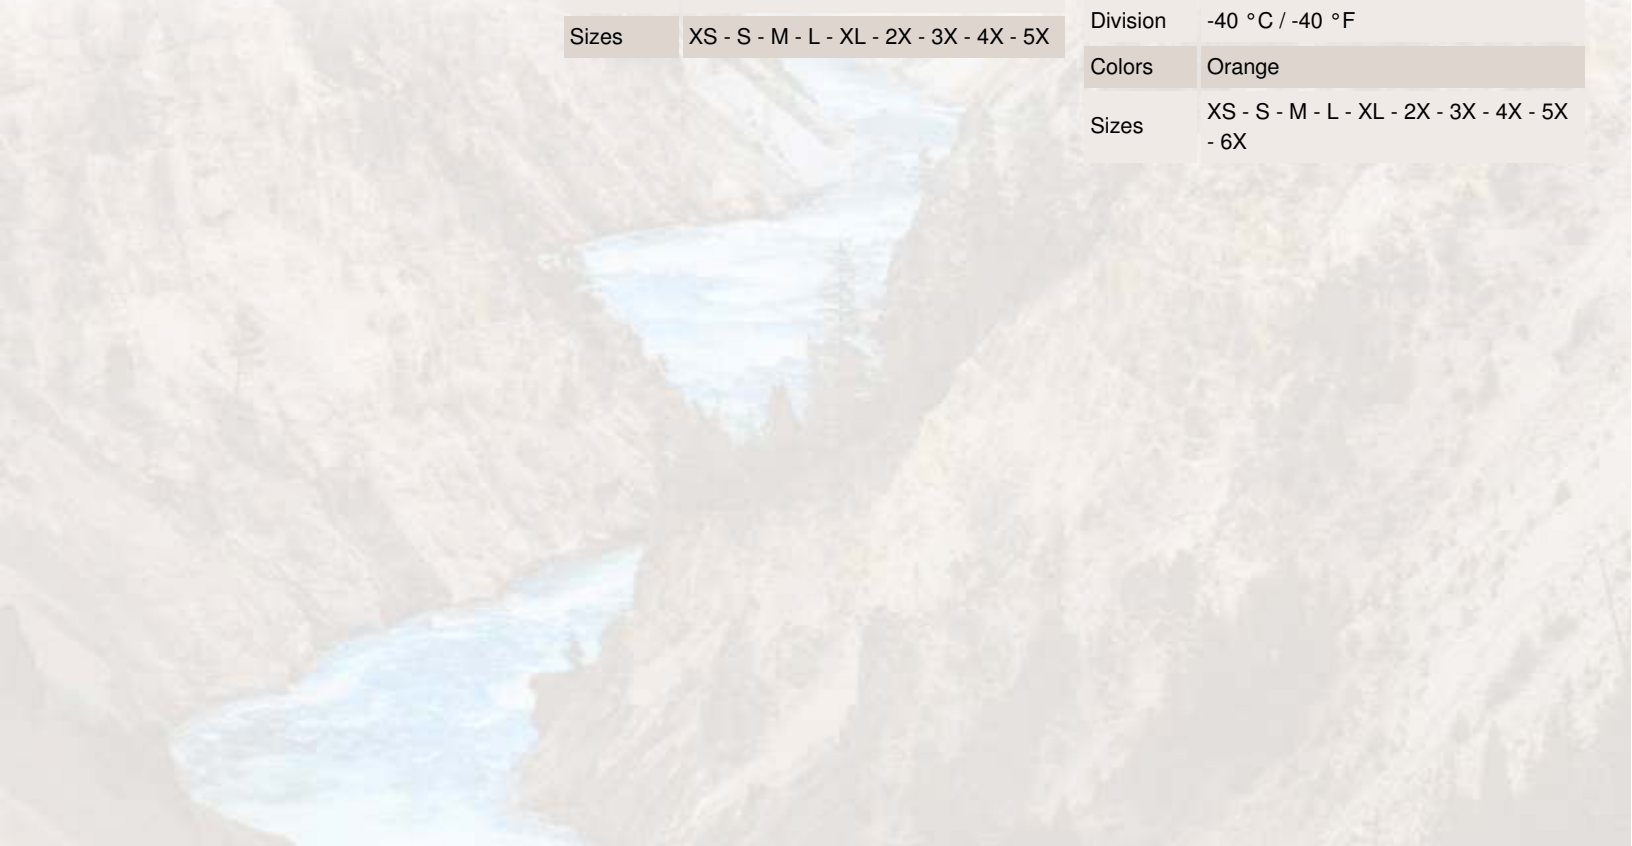 Sizes XS - S - M - L - XL - 2X - 3X - 4X - 5X
Division -40 °C / -40 °F
Colors Orange
Sizes XS - S - M - L - XL - 2X - 3X - 4X - 5X
- 6X